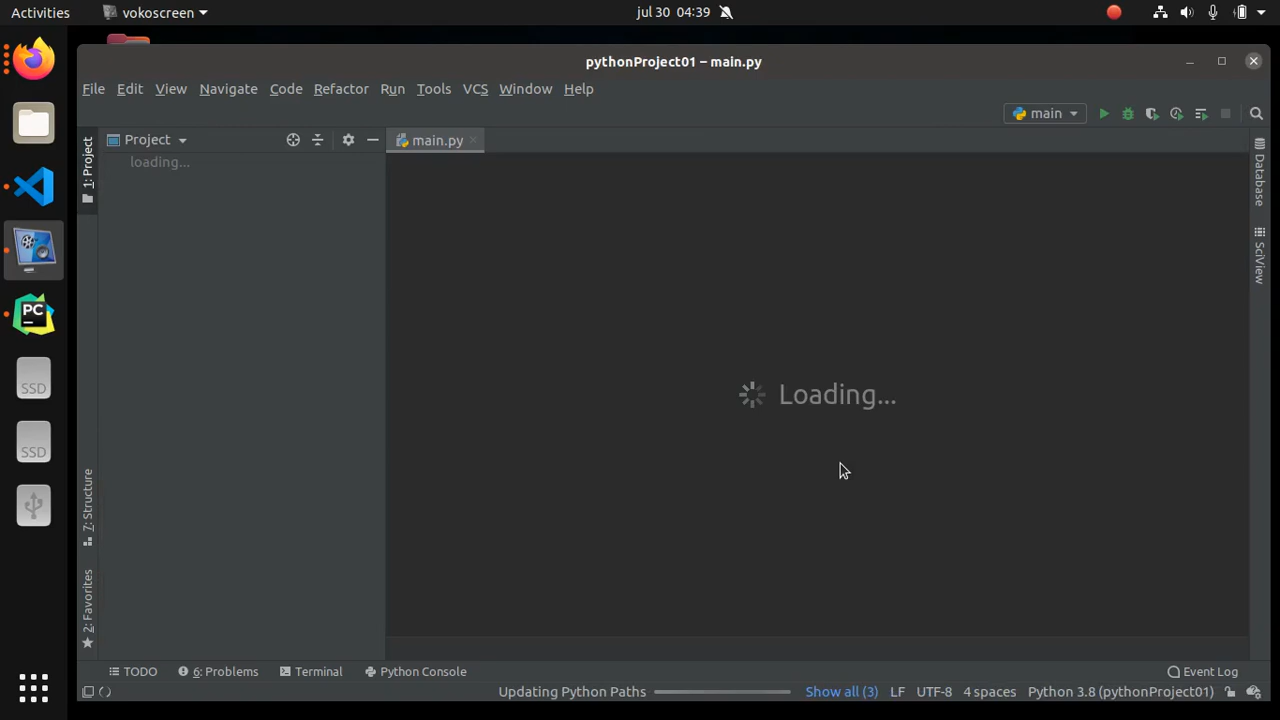 Activities vokoscreen jul 30 04:39
pythonProject01 – main.py
File Edit View Navigate Code Refactor Run Tools VCS Window Help
main
Project main.py
loading...
1: Project
Database
SciView
PC
Loading...
SSD
SSD
7: Structure
2: Favorites
TODO 6: Problems Terminal Python Console Event Log
Updating Python Paths Show all (3) LF UTF-8 4 spaces Python 3.8 (pythonProject01)